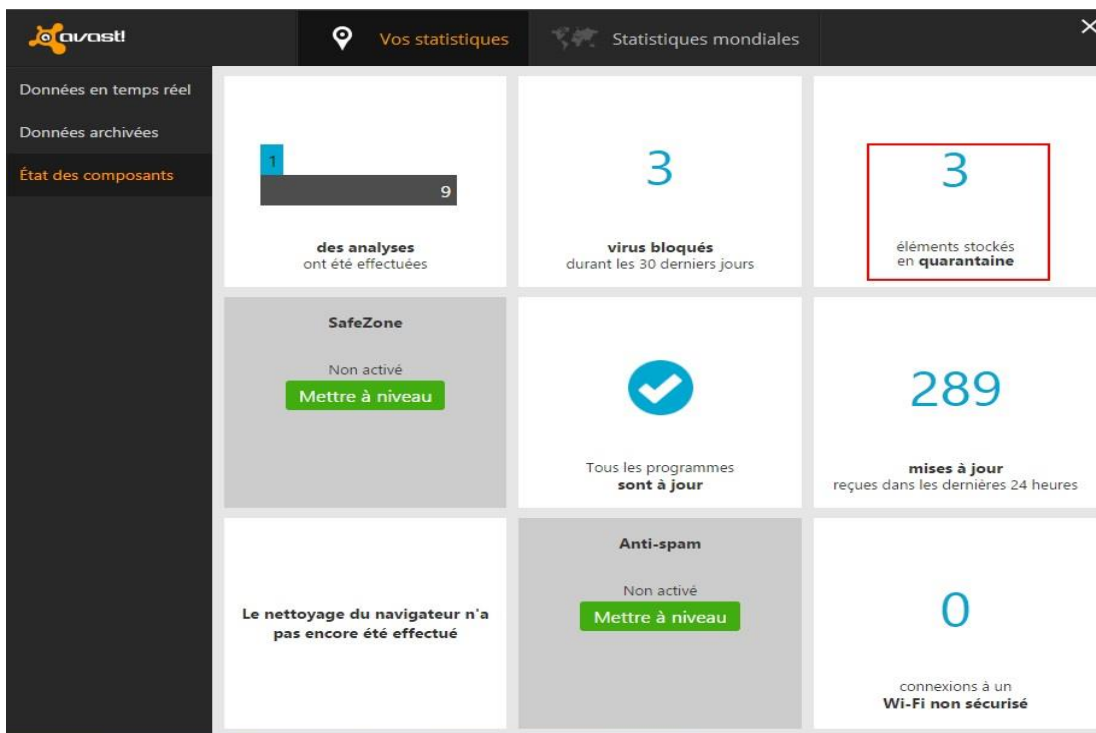 avast!
Vos statistiques
Statistiques mondiales
Données en temps réel
Données archivées
État des composants
1
9
des analyses
ont été effectuées
3
virus bloqués
durant les 30 derniers jours
3
éléments stockés
en quarantaine
SafeZone
Non activé
Mettre à niveau
Tous les programmes
sont à jour
289
mises à jour
reçues dans les dernières 24 heures
Le nettoyage du navigateur n'a
pas encore été effectué
Anti-spam
Non activé
Mettre à niveau
0
connexions à un
Wi-Fi non sécurisé